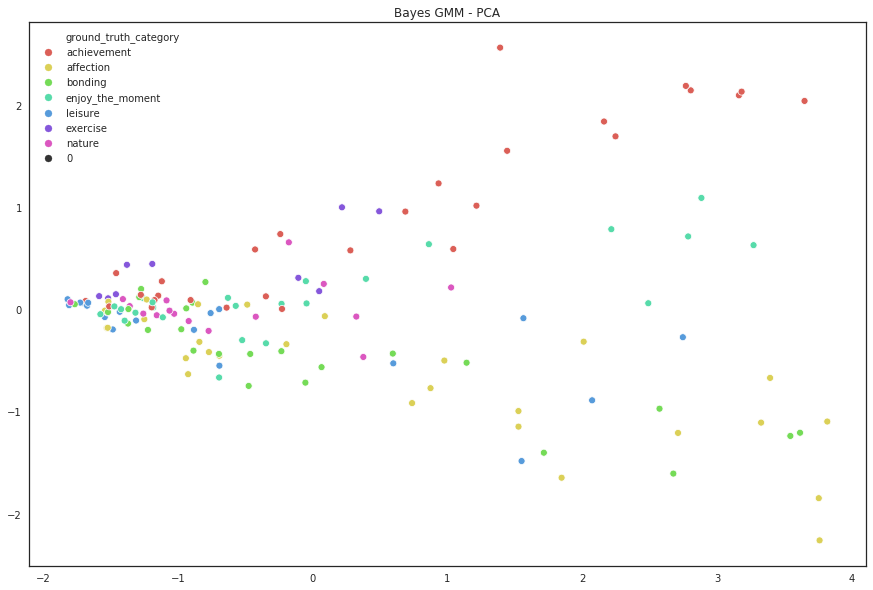 Bayes GMM - PCA
ground_truth_category
achievement
affection
bonding
enjoy_the_moment
leisure
exercise
nature
0
2
1
0
−1
−2
−2
−1
0
1
2
3
4